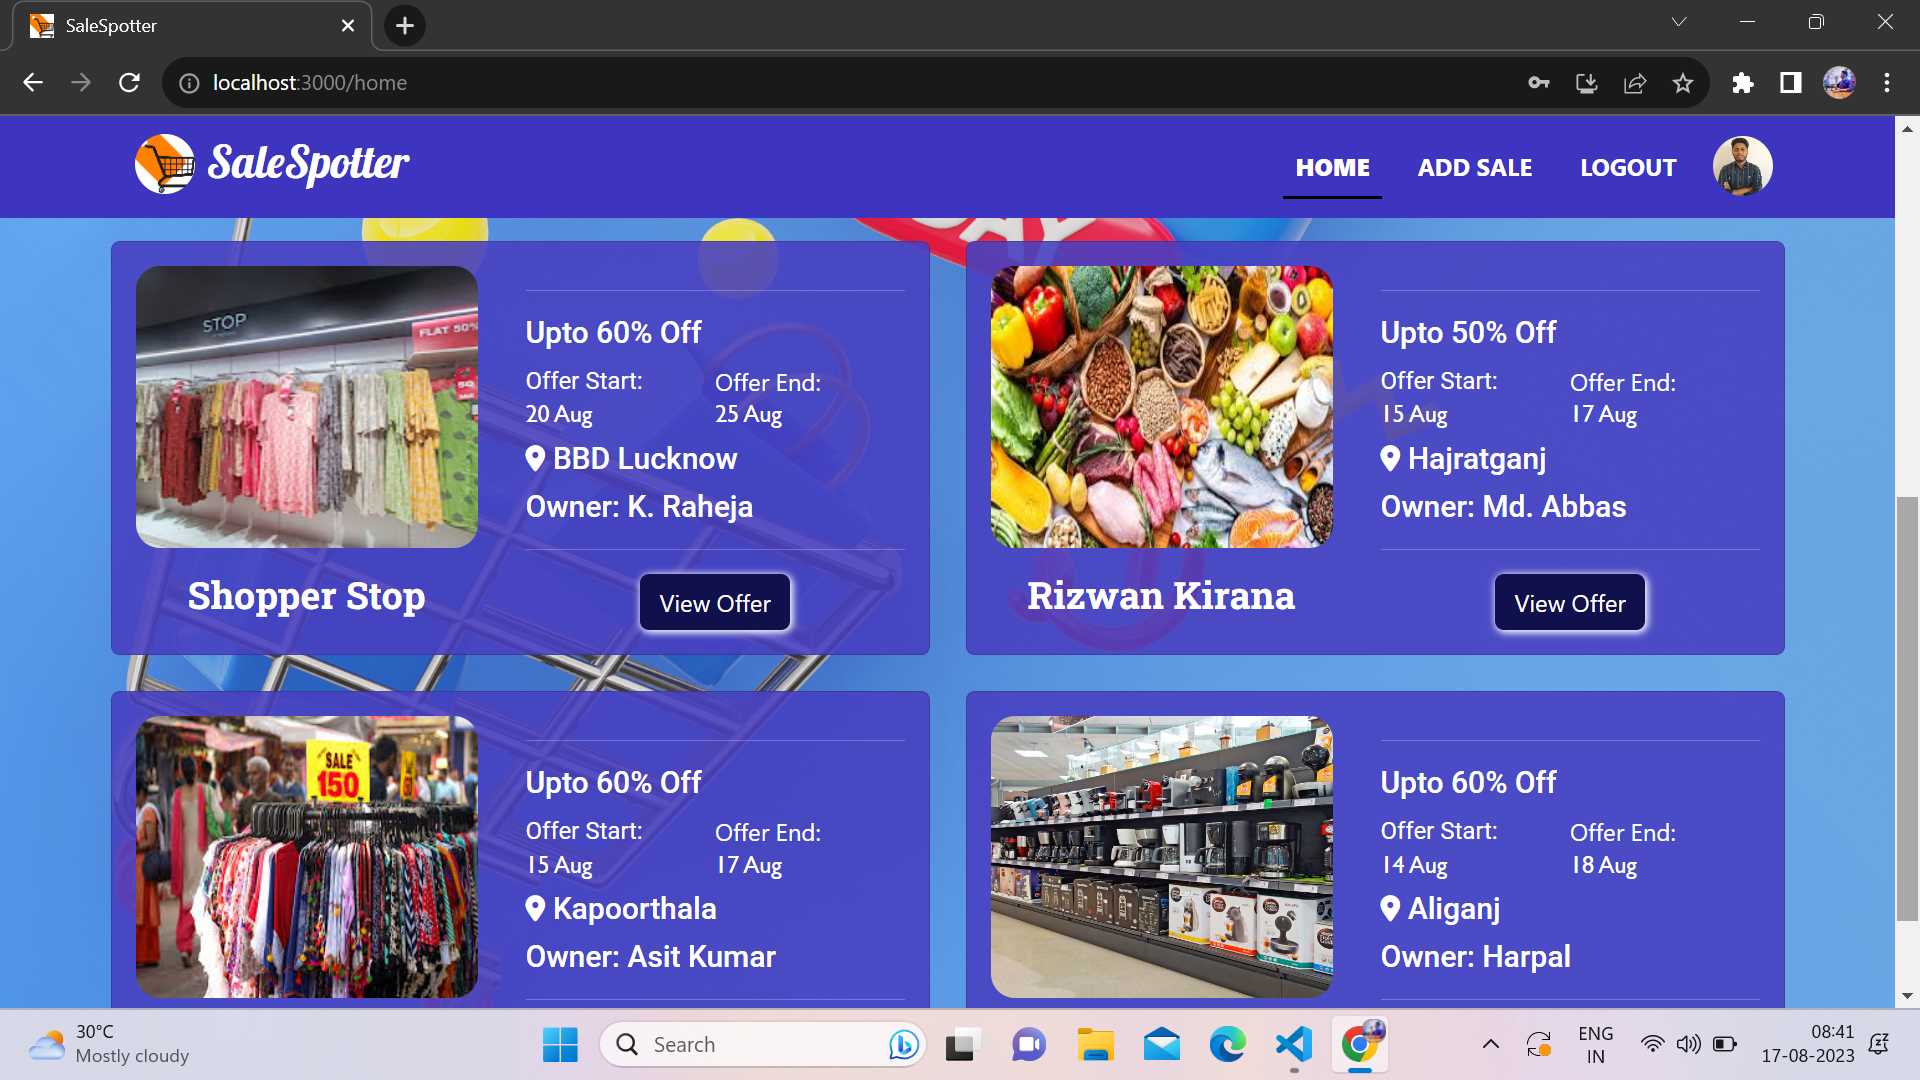 SaleSpotter
localhost:3000/home
SaleSpotter
HOME
ADD SALE
LOGOUT
STOP
FLAT 50%
Upto 60% Off
Offer Start:
Offer End:
20 Aug
25 Aug
BBD Lucknow
Owner: K. Raheja
Shopper Stop
View Offer
Upto 50% Off
Offer Start:
Offer End:
15 Aug
17 Aug
Hajratganj
Owner: Md. Abbas
Rizwan Kirana
View Offer
SALE
150
Upto 60% Off
Offer Start:
Offer End:
15 Aug
17 Aug
Kapoorthala
Owner: Asit Kumar
Upto 60% Off
Offer Start:
Offer End:
14 Aug
18 Aug
Aliganj
Owner: Harpal
30°C
Mostly cloudy
Search
ENG
IN
08:41
17-08-2023